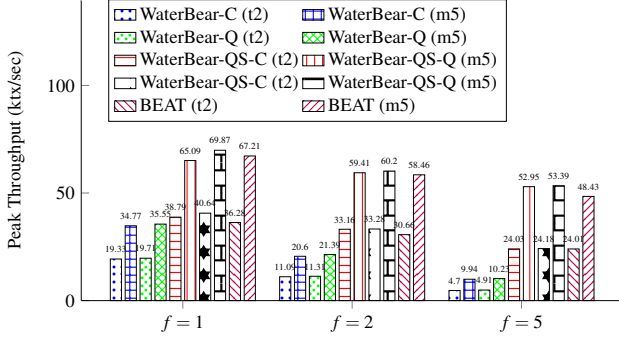 WaterBear-C (t2) WaterBear-C (m5)
WaterBear-Q (t2) WaterBear-Q (m5)
WaterBear-QS-C (t2) WaterBear-QS-Q (m5)
WaterBear-QS-C (t2) WaterBear-QS-Q (m5)
BEAT (t2) BEAT (m5)
Peak Throughput (ktx/sec)
100
50
0
19.33 34.77 19.71 35.55 38.79 65.09 40.64 69.87 36.28 67.21
11.09 20.6 11.31 21.39 33.16 59.41 33.28 60.2 30.66 58.46
4.7 9.94 4.91 10.23 24.03 52.95 24.18 53.39 24.01 48.43
f = 1 f = 2 f = 5